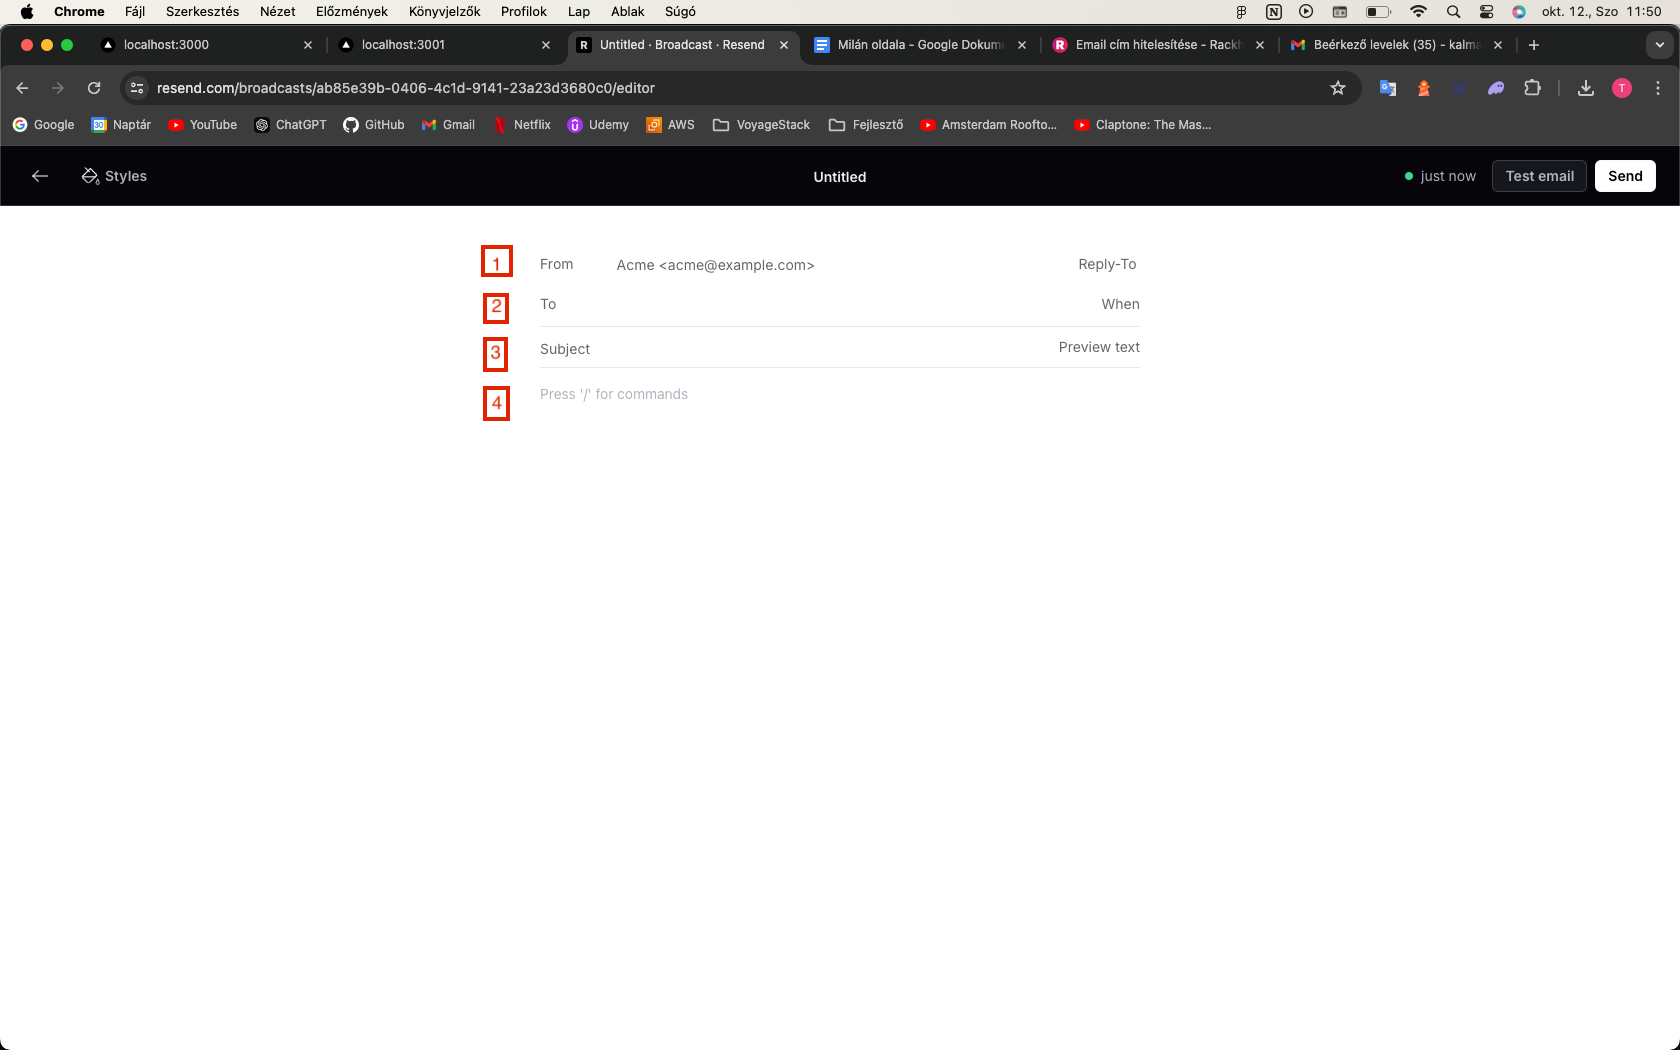 Chrome Fájl Szerkesztés Nézet Előzmények Könyvjelzők Profilok Lap Ablak Súgó okt. 12., Szo 11:50
localhost:3000 localhost:3001 Untitled · Broadcast · Resend Milán oldala - Google Dokum Email cím hitelesítése - Rackh Beérkező levelek (35) - kalma
resend.com/broadcasts/ab85e39b-0406-4c1d-9141-23a23d3680c0/editor T
Google Naptár YouTube ChatGPT GitHub Gmail Netflix Udemy AWS VoyageStack Fejlesztő Amsterdam Roofto... Claptone: The Mas...
Styles Untitled just now Test email Send
1 From Acme <acme@example.com> Reply-To
2 To When
3 Subject Preview text
4 Press '/' for commands